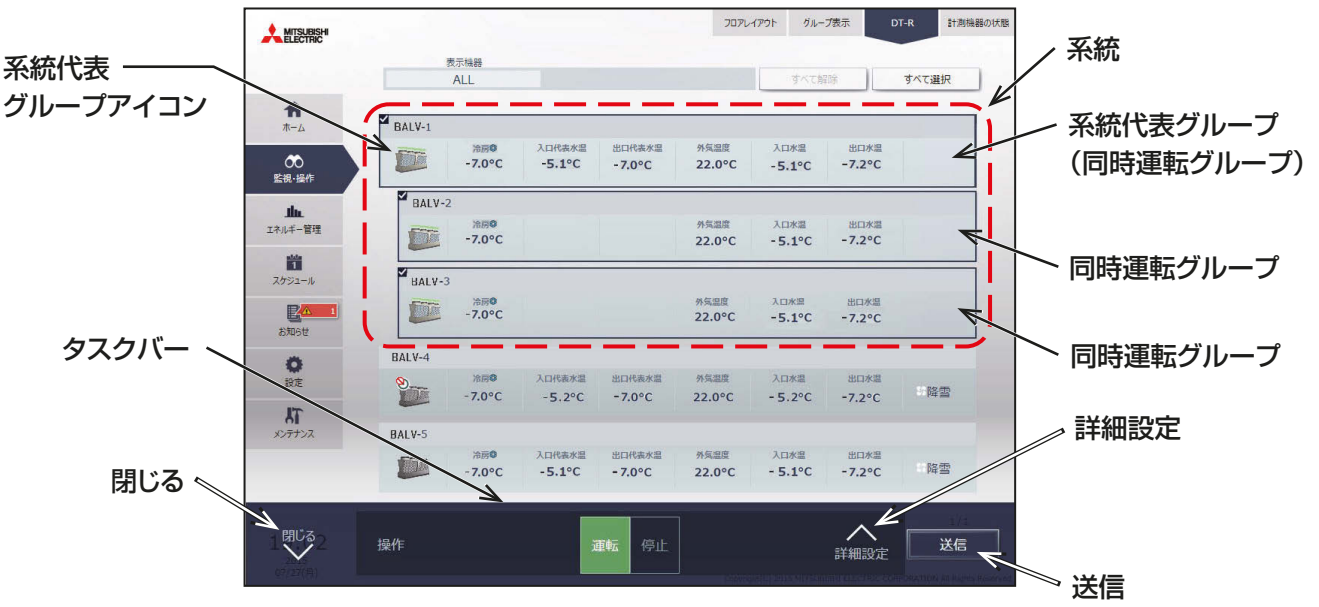 系統代表
グループアイコン
タスクバー
閉じる
MITSUBISHI
ELECTRIC
フロアレイアウト グループ表示 DT-R 計測機器の状態
表示機器
ALL すべて解除 すべて選択
ホーム
監視・操作
エネルギー管理
スケジュール
お知らせ 1
設定
メンテナンス
BALV-1
冷房 入口代表水温 出口代表水温 外気温度 入口水温 出口水温
-7.0°C -5.1°C -7.0°C 22.0°C -5.1°C -7.2°C
BALV-2
冷房 外気温度 入口水温 出口水温
-7.0°C 22.0°C -5.1°C -7.2°C
BALV-3
冷房 外気温度 入口水温 出口水温
-7.0°C 22.0°C -5.1°C -7.2°C
BALV-4
冷房 入口代表水温 出口代表水温 外気温度 入口水温 出口水温
-7.0°C -5.2°C -7.0°C 22.0°C -5.2°C -7.2°C 降雪
BALV-5
冷房 入口代表水温 出口代表水温 外気温度 入口水温 出口水温
-7.0°C -5.1°C -7.0°C 22.0°C -5.1°C -7.2°C 降雪
閉じる
操作 運転 停止 詳細設定 送信
系統
系統代表グループ
（同時運転グループ）
同時運転グループ
同時運転グループ
詳細設定
送信